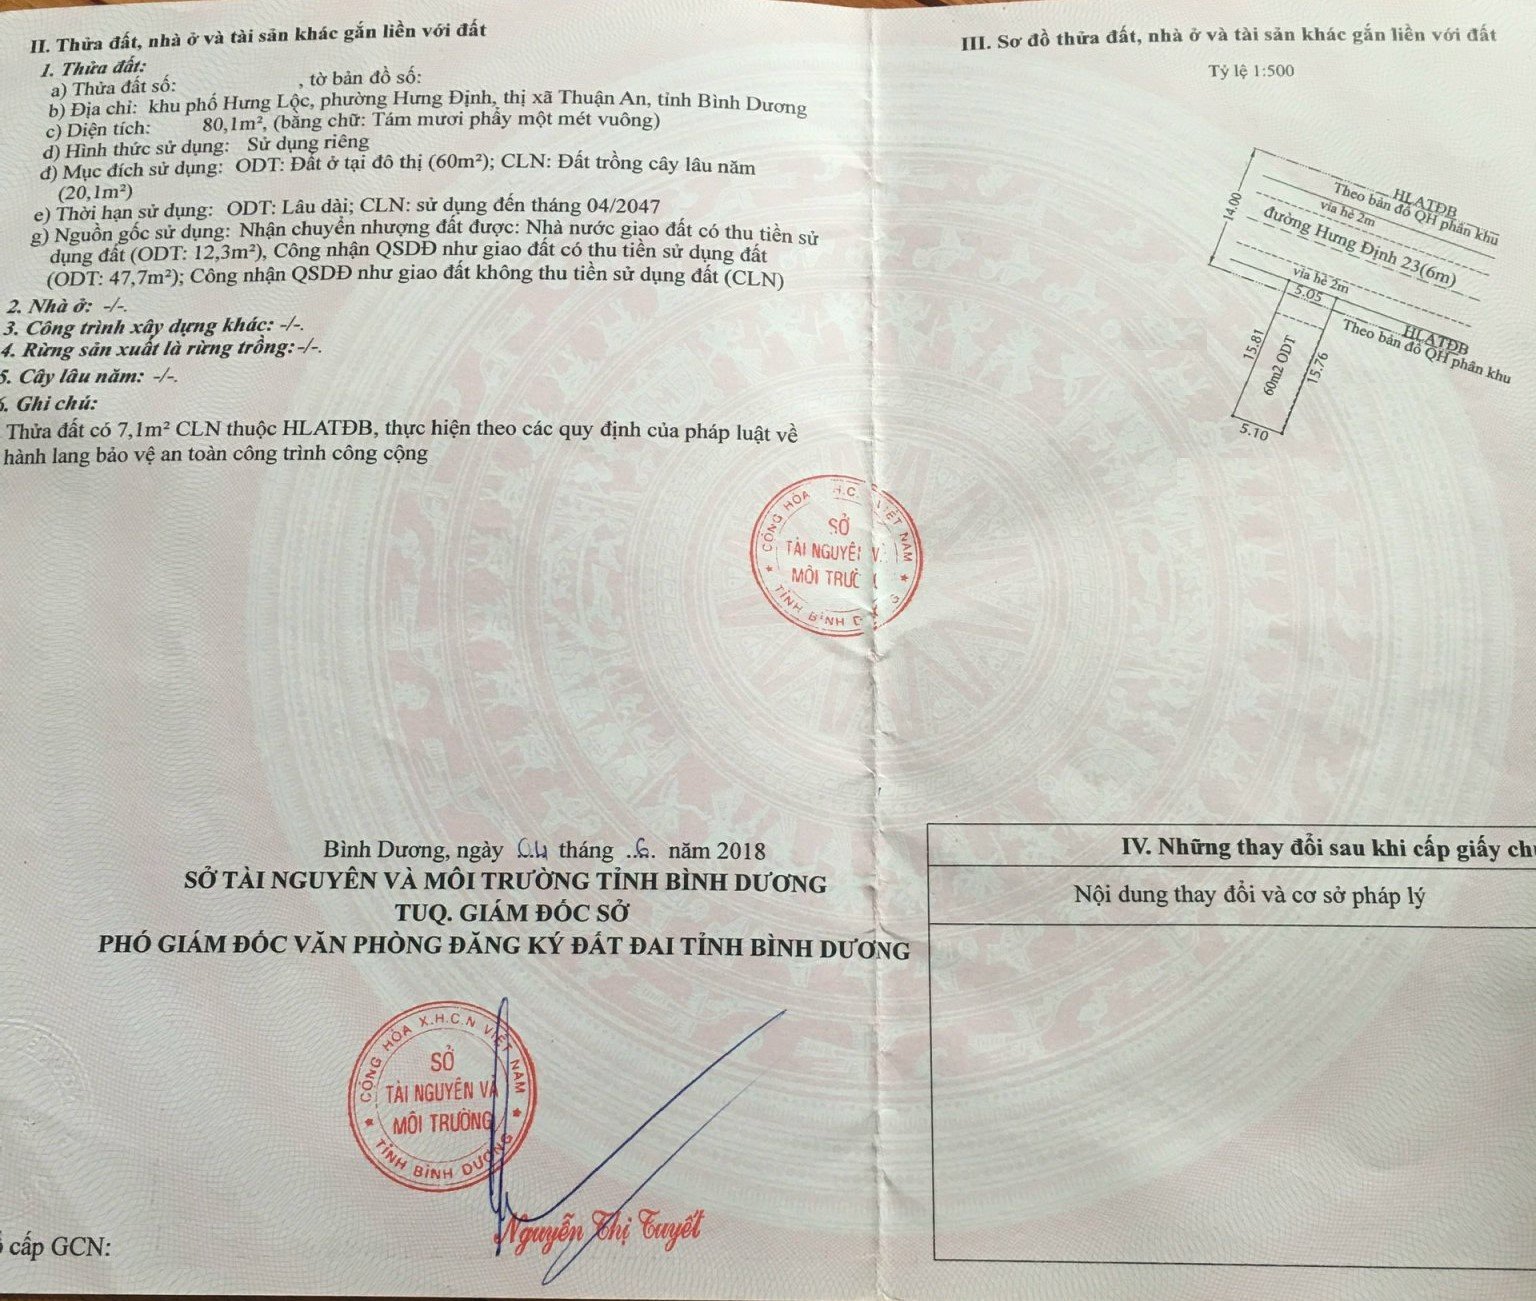 II. Thửa đất, nhà ở và tài sản khác gắn liền với đất
1. Thửa đất:
a) Thửa đất số: , tờ bản đồ số:
b) Địa chỉ: khu phố Hưng Lộc, phường Hưng Định, thị xã Thuận An, tỉnh Bình Dương
c) Diện tích: 80,1m², (bằng chữ: Tám mươi phẩy một mét vuông)
d) Hình thức sử dụng: Sử dụng riêng
đ) Mục đích sử dụng: ODT: Đất ở tại đô thị (60m²); CLN: Đất trồng cây lâu năm
(20,1m²)
e) Thời hạn sử dụng: ODT: Lâu dài; CLN: sử dụng đến tháng 04/2047
g) Nguồn gốc sử dụng: Nhận chuyển nhượng đất được: Nhà nước giao đất có thu tiền sử
dụng đất (ODT: 12,3m²), Công nhận QSDĐ như giao đất có thu tiền sử dụng đất
(ODT: 47,7m²); Công nhận QSDĐ như giao đất không thu tiền sử dụng đất (CLN)
2. Nhà ở: -/-.
3. Công trình xây dựng khác: -/-.
4. Rừng sản xuất là rừng trồng:-/-.
5. Cây lâu năm: -/-.
6. Ghi chú:
Thửa đất có 7,1m² CLN thuộc HLATĐB, thực hiện theo các quy định của pháp luật về
hành lang bảo vệ an toàn công trình công cộng
CỘNG HÒA X.H.C.N VIỆT NAM
SỞ
TÀI NGUYÊN VÀ
MÔI TRƯỜNG
TỈNH BÌNH DƯƠNG
Bình Dương, ngày 04 tháng ..6. năm 2018
SỞ TÀI NGUYÊN VÀ MÔI TRƯỜNG TỈNH BÌNH DƯƠNG
TUQ. GIÁM ĐỐC SỞ
PHÓ GIÁM ĐỐC VĂN PHÒNG ĐĂNG KÝ ĐẤT ĐAI TỈNH BÌNH DƯƠNG
CỘNG HÒA X.H.C.N VIỆT NAM
SỞ
TÀI NGUYÊN VÀ
MÔI TRƯỜNG
TỈNH BÌNH DƯƠNG
Nguyễn Thị Tuyết
cấp GCN:
III. Sơ đồ thửa đất, nhà ở và tài sản khác gắn liền với đất
Tỷ lệ 1:500
HLATĐB
Theo bản đồ QH phân khu
vỉa hè 2m
14.00
đường Hưng Định 23(6m)
vỉa hè 2m
5.05
HLATĐB
Theo bản đồ QH phân khu
15.81
60m2 ODT
15.76
5.10
IV. Những thay đổi sau khi cấp giấy ch
Nội dung thay đổi và cơ sở pháp lý